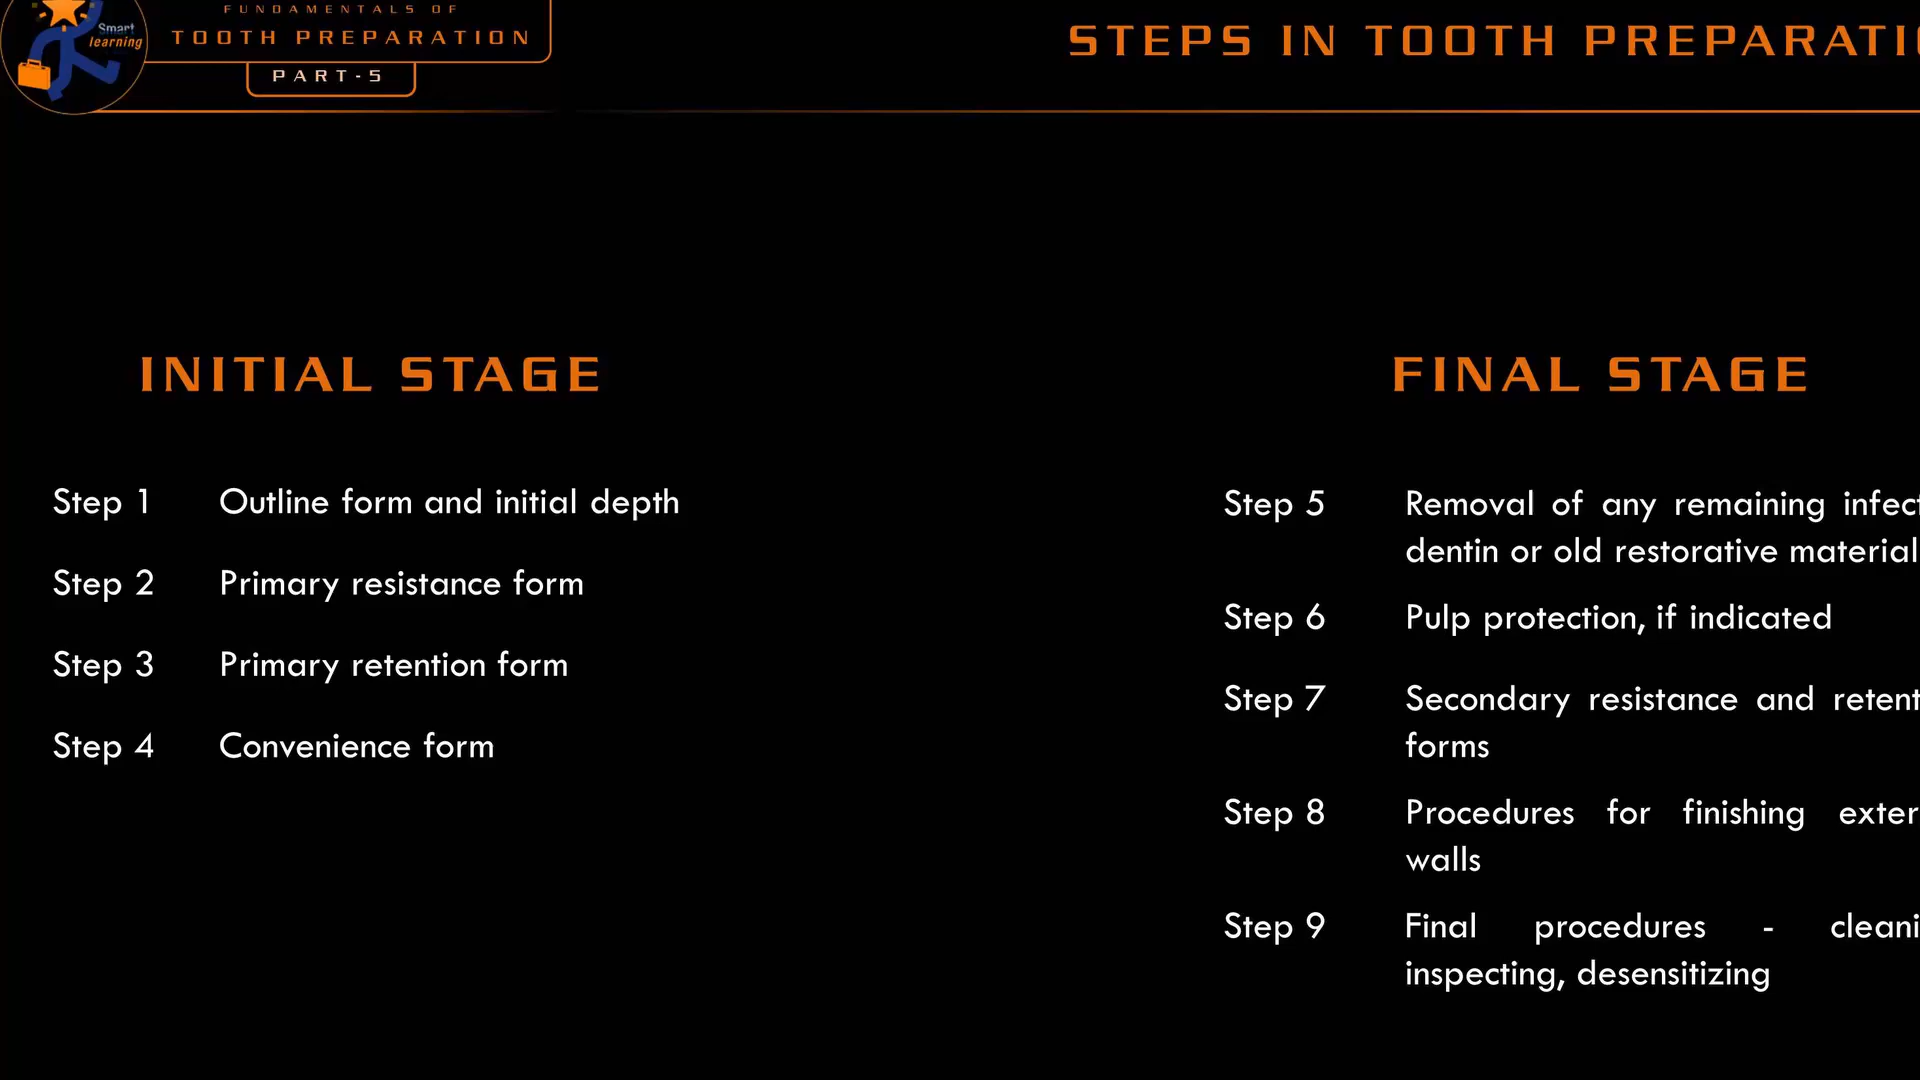 Smart
learning
FUNDAMENTALS OF
TOOTH PREPARATION
PART-5
STEPS IN TOOTH PREPARATI
INITIAL STAGE
Step 1 Outline form and initial depth
Step 2 Primary resistance form
Step 3 Primary retention form
Step 4 Convenience form
FINAL STAGE
Step 5 Removal of any remaining infect
dentin or old restorative material
Step 6 Pulp protection, if indicated
Step 7 Secondary resistance and retent
forms
Step 8 Procedures for finishing exter
walls
Step 9 Final procedures - cleani
inspecting, desensitizing